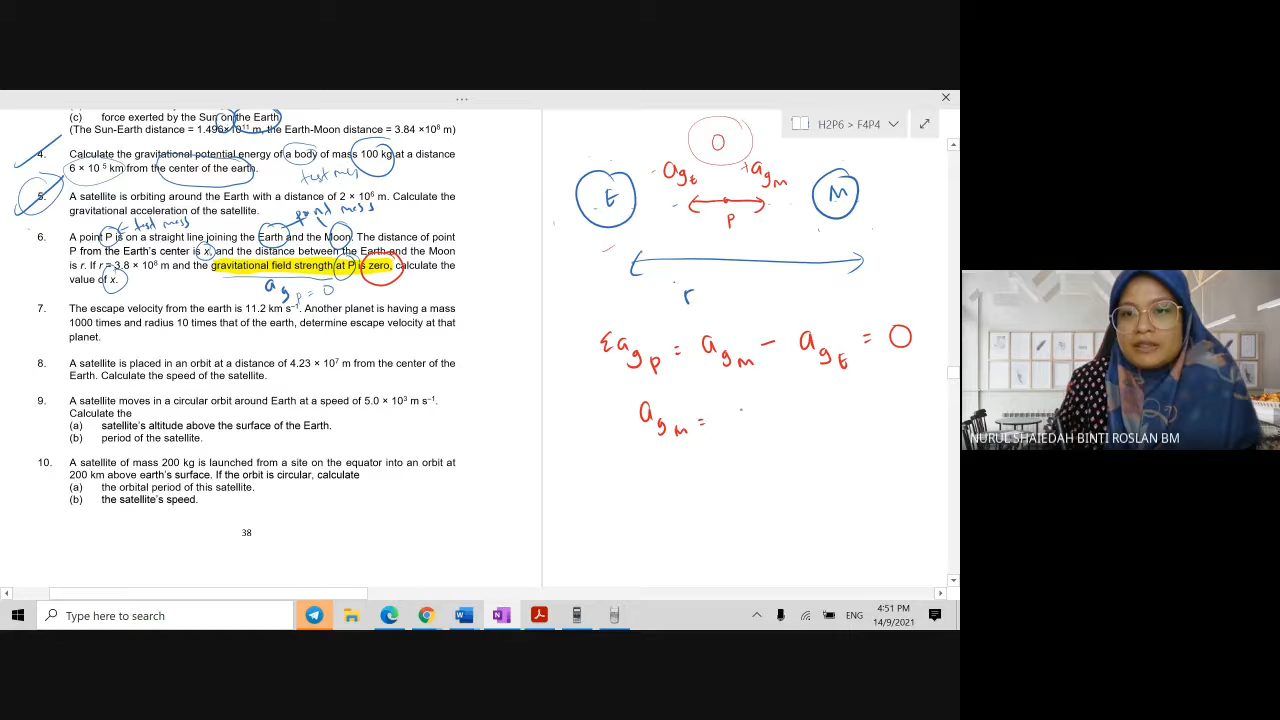 (c) force exerted by the Sun on the Earth.
(The Sun-Earth distance = 1.496×10¹¹ m, the Earth-Moon distance = 3.84 ×10⁸ m)
4. Calculate the gravitational potential energy of a body of mass 100 kg at a distance
6 × 10⁵ km from the center of the earth.
test mass
5. A satellite is orbiting around the Earth with a distance of 2 × 10⁶ m. Calculate the
gravitational acceleration of the satellite.
point mass
test mass
6. A point P is on a straight line joining the Earth and the Moon. The distance of point
P from the Earth's center is x, and the distance between the Earth and the Moon
is r. If r = 3.8 × 10⁸ m and the gravitational field strength at P is zero, calculate the
value of x.
a gP = 0
7. The escape velocity from the earth is 11.2 km s⁻¹. Another planet is having a mass
1000 times and radius 10 times that of the earth, determine escape velocity at that
planet.
8. A satellite is placed in an orbit at a distance of 4.23 × 10⁷ m from the center of the
Earth. Calculate the speed of the satellite.
9. A satellite moves in a circular orbit around Earth at a speed of 5.0 × 10³ m s⁻¹.
Calculate the
(a) satellite's altitude above the surface of the Earth.
(b) period of the satellite.
10. A satellite of mass 200 kg is launched from a site on the equator into an orbit at
200 km above earth's surface. If the orbit is circular, calculate
(a) the orbital period of this satellite.
(b) the satellite's speed.
38
H2P6 > F4P4
0
- agE + agM
E M
P
r
Σ agP = agM − agE = 0
agM =
NURUL SHAIEDAH BINTI ROSLAN BM
Type here to search
ENG
4:51 PM
14/9/2021